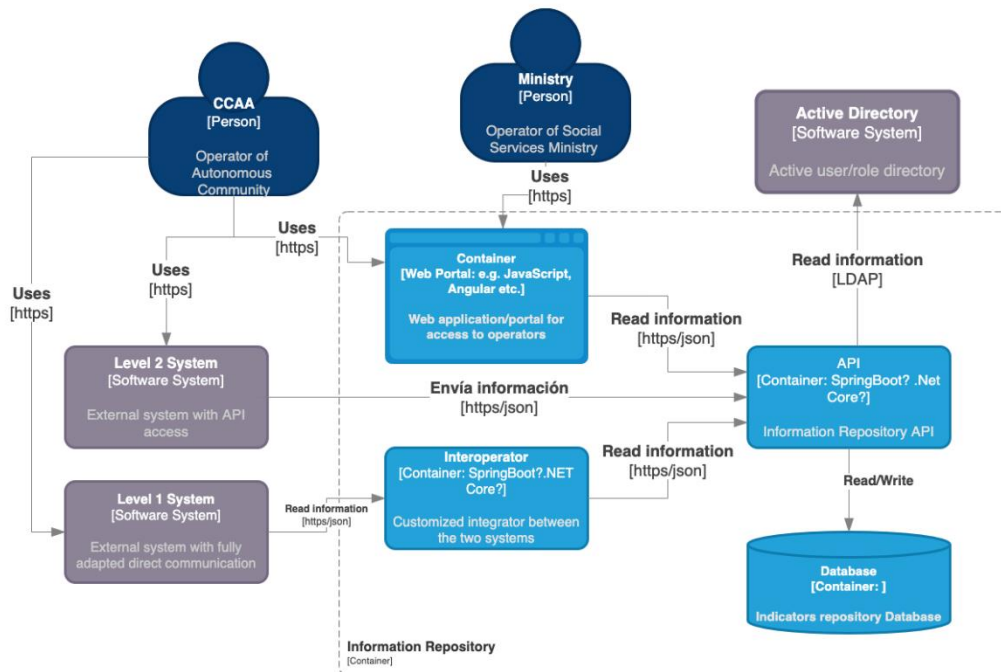 CCAA
[Person]
Operator of
Autonomous
Community
Ministry
[Person]
Operator of Social
Services Ministry
Active Directory
[Software System]
Active user/role directory
Uses
[https]
Uses
[https]
Uses
[https]
Uses
[https]
Container
[Web Portal: e.g. JavaScript,
Angular etc.]
Web application/portal for
access to operators
Read information
[LDAP]
Read information
[https/json]
Level 2 System
[Software System]
External system with API
access
Envía información
[https/json]
API
[Container: SpringBoot? .Net
Core?]
Information Repository API
Level 1 System
[Software System]
External system with fully
adapted direct communication
Read information
[https/json]
Interoperator
[Container: SpringBoot?.NET
Core?]
Customized integrator between
the two systems
Read information
[https/json]
Read/Write
Database
[Container: ]
Indicators repository Database
Information Repository
[Container]